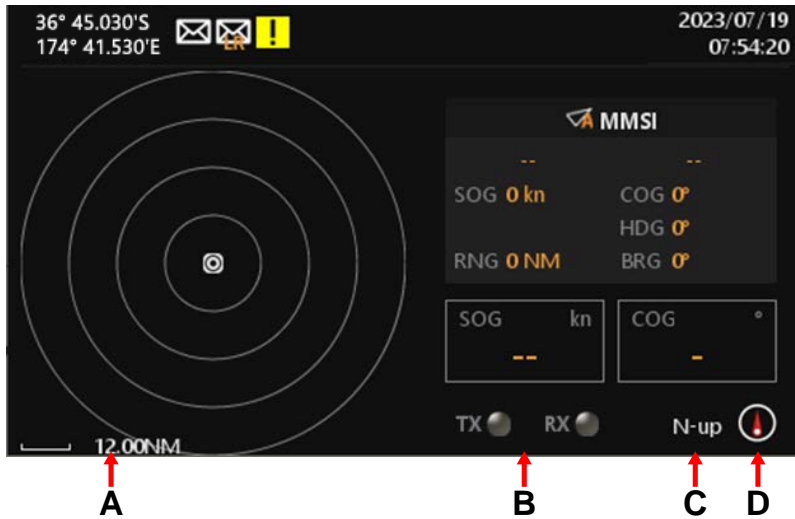 36° 45.030'S
174° 41.530'E
LR
!
2023/07/19
07:54:20
A MMSI
-- --
SOG 0 kn COG 0°
HDG 0°
RNG 0 NM BRG 0°
SOG kn COG °
-- -
TX RX N-up
12.00NM
A B C D